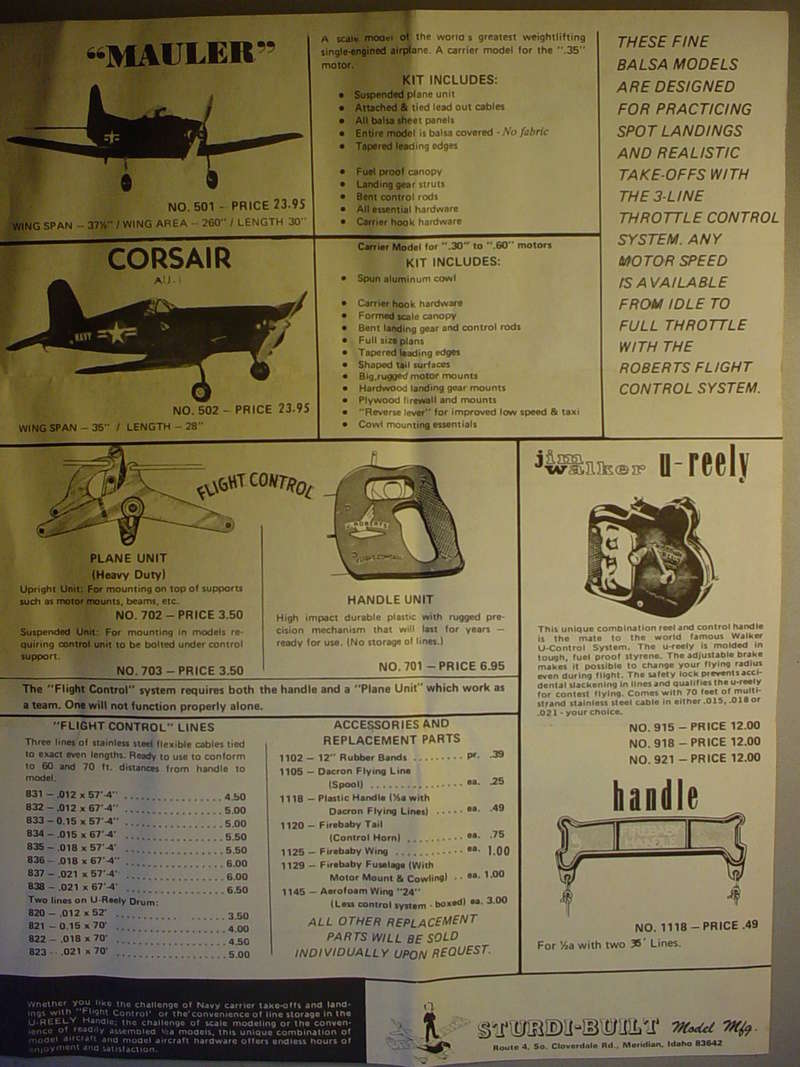 "MAULER"
NO. 501 - PRICE 23.95
WING SPAN - 37½" / WING AREA - 260" / LENGTH 30"
A scale model of the world's greatest weightlifting
single-engined airplane. A carrier model for the ".35"
motor.
KIT INCLUDES:
• Suspended plane unit
• Attached & tied lead out cables
• All balsa sheet panels
• Entire model is balsa covered - No fabric
• Tapered leading edges
• Fuel proof canopy
• Landing gear struts
• Bent control rods
• All essential hardware
• Carrier hook hardware
THESE FINE
BALSA MODELS
ARE DESIGNED
FOR PRACTICING
SPOT LANDINGS
AND REALISTIC
TAKE-OFFS WITH
THE 3-LINE
THROTTLE CONTROL
SYSTEM. ANY
MOTOR SPEED
IS AVAILABLE
FROM IDLE TO
FULL THROTTLE
WITH THE
ROBERTS FLIGHT
CONTROL SYSTEM.
CORSAIR
AU-1
NAVY
NO. 502 - PRICE 23.95
WING SPAN - 35" / LENGTH - 28"
Carrier Model for ".30" to ".60" motors
KIT INCLUDES:
• Spun aluminum cowl
• Carrier hook hardware
• Formed scale canopy
• Bent landing gear and control rods
• Full size plans
• Tapered leading edges
• Shaped tail surfaces
• Big, rugged motor mounts
• Hardwood landing gear mounts
• Plywood firewall and mounts
• "Reverse lever" for improved low speed & taxi
• Cowl mounting essentials
FLIGHT CONTROL
PLANE UNIT
(Heavy Duty)
Upright Unit: For mounting on top of supports
such as motor mounts, beams, etc.
NO. 702 - PRICE 3.50
Suspended Unit: For mounting in models re-
quiring control unit to be bolted under control
support.
NO. 703 - PRICE 3.50
ROBERTS
FLIGHT CONTROL
HANDLE UNIT
High impact durable plastic with rugged pre-
cision mechanism that will last for years -
ready for use. (No storage of lines.)
NO. 701 - PRICE 6.95
The "Flight Control" system requires both the handle and a "Plane Unit" which work as
a team. One will not function properly alone.
jim walker u-reely
This unique combination reel and control handle
is the mate to the world famous Walker
U-Control System. The u-reely is molded in
tough, fuel proof styrene. The adjustable brake
makes it possible to change your flying radius
even during flight. The safety lock prevents acci-
dental slackening in lines and qualifies the u-reely
for contest flying. Comes with 70 feet of multi-
strand stainless steel cable in either .015, .018 or
.021 - your choice.
NO. 915 - PRICE 12.00
NO. 918 - PRICE 12.00
NO. 921 - PRICE 12.00
handle
NO. 1118 - PRICE .49
For ½a with two 35' Lines.
"FLIGHT CONTROL" LINES
Three lines of stainless steel flexible cables tied
to exact even lengths. Ready to use to conform
to 60 and 70 ft. distances from handle to
model.
831 - .012 x 57'-4" .................. 4.50
832 - .012 x 67'-4" .................. 5.00
833 - 0.15 x 57'-4" .................. 5.00
834 - .015 x 67'-4' .................. 5.50
835 - .018 x 57'-4" .................. 5.50
836 - .018 x 67'-4" .................. 6.00
837 - .021 x 57'-4" .................. 6.00
838 - .021 x 67'-4' .................. 6.50
Two lines on U-Reely Drum:
820 - .012 x 52' .................. 3.50
821 - 0.15 x 70' .................. 4.00
822 - .018 x 70' .................. 4.50
823 - .021 x 70' .................. 5.00
ACCESSORIES AND
REPLACEMENT PARTS
1102 - 12" Rubber Bands ......... pr. .39
1105 - Dacron Flying Line
(Spool) ................ ea. .25
1118 - Plastic Handle (½a with
Dacron Flying Lines) ..... ea. .49
1120 - Firebaby Tail
(Control Horn) .......... ea. .75
1125 - Firebaby Wing ............. ea. 1.00
1129 - Firebaby Fuselage (With
Motor Mount & Cowling) .. ea. 1.00
1145 - Aerofoam Wing "24"
(Less control system - boxed) ea. 3.00
ALL OTHER REPLACEMENT
PARTS WILL BE SOLD
INDIVIDUALLY UPON REQUEST.
Whether you like the challenge of Navy carrier take-offs and land-
ings with "Flight Control" or the convenience of line storage in the
U-REELY Handle; the challenge of scale modeling or the conven-
ience of readily assembled ½a models, this unique combination of
model aircraft and model aircraft hardware offers endless hours of
enjoyment and satisfaction.
STURDI-BUILT Model Mfg.
Route 4, So. Cloverdale Rd., Meridian, Idaho 83642